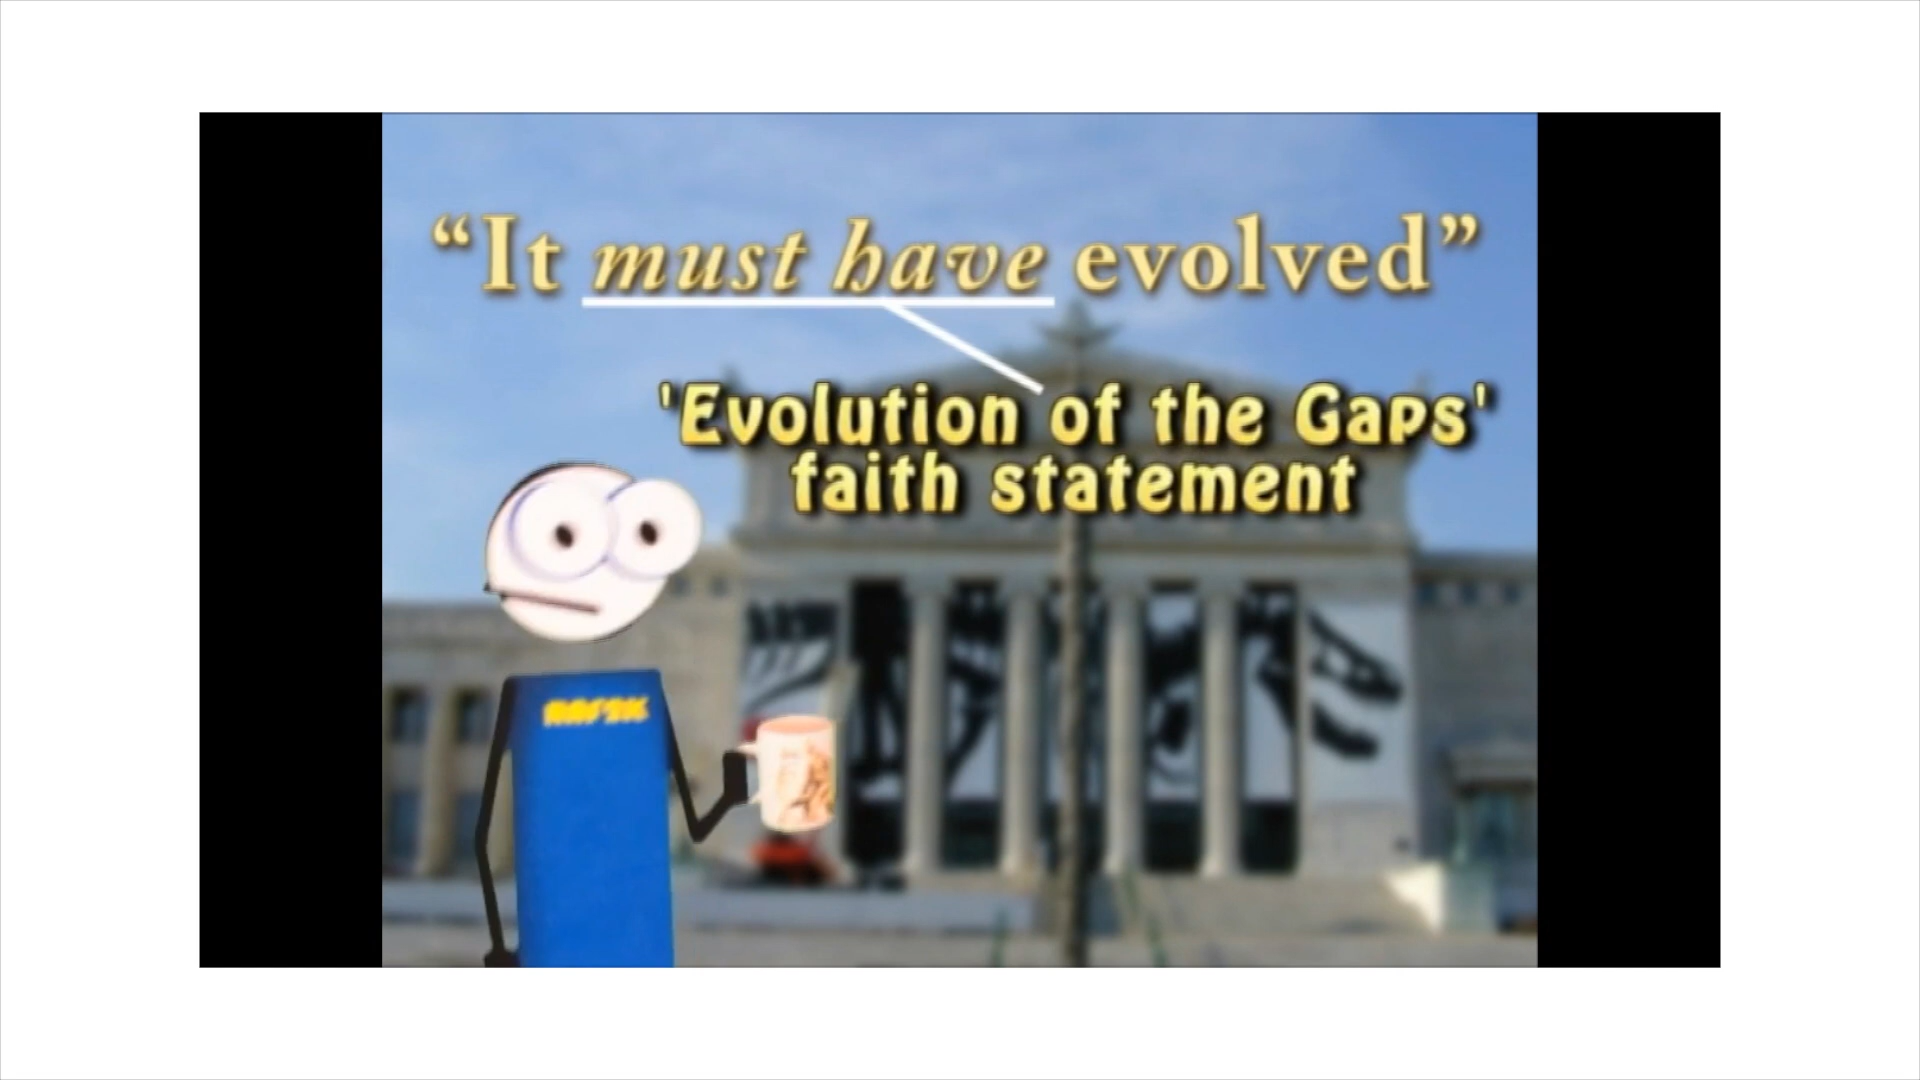 “It must have evolved”
'Evolution of the Gaps'
faith statement